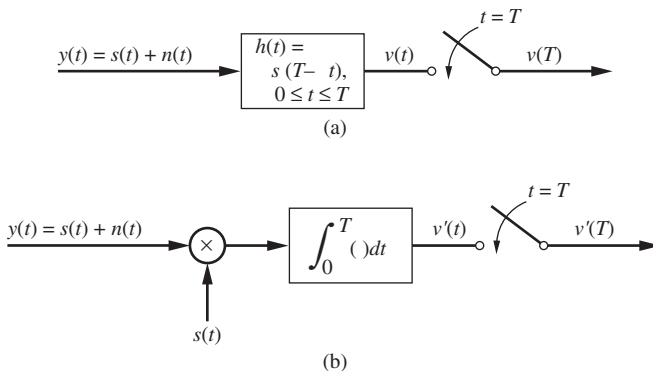 t = T
y(t) = s(t) + n(t)
h(t) =
s (T– t),
0 ≤ t ≤ T
v(t)
v(T)
(a)
t = T
y(t) = s(t) + n(t)
×
∫₀ᵀ ( )dt
v′(t)
v′(T)
s(t)
(b)